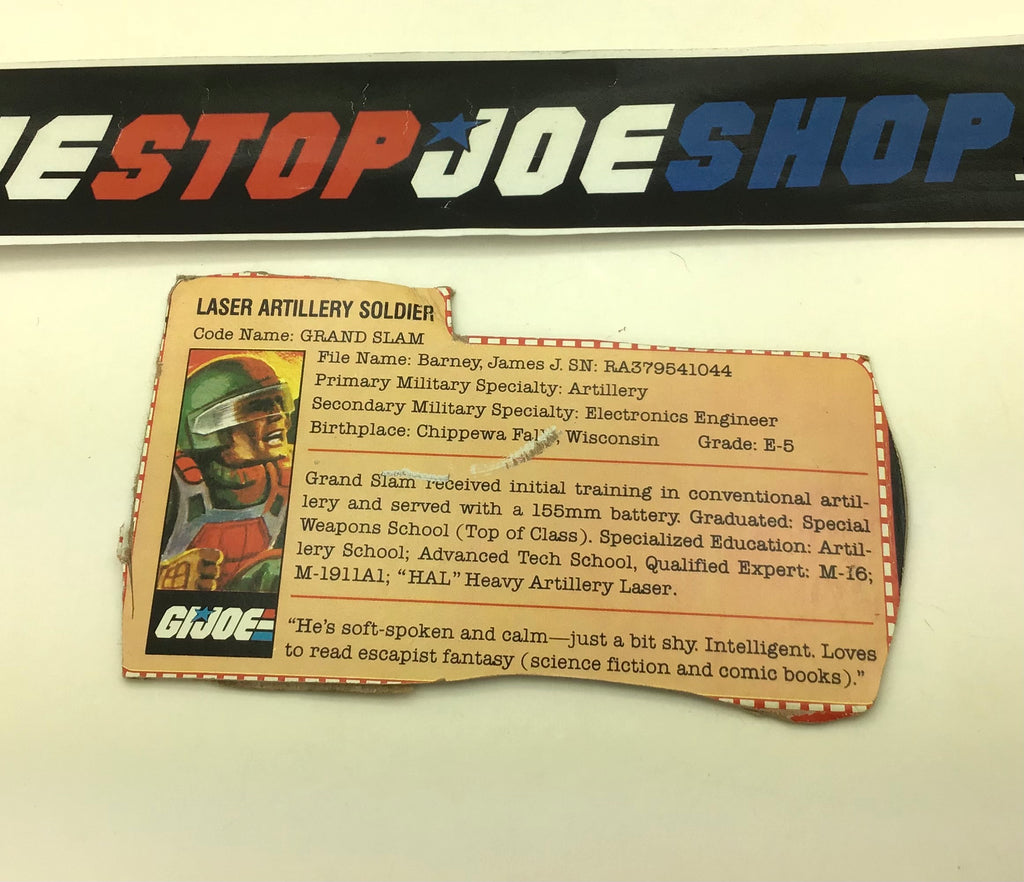 NE STOP JOE SHOP
LASER ARTILLERY SOLDIER
Code Name: GRAND SLAM
File Name: Barney, James J. SN: RA379541044
Primary Military Specialty: Artillery
Secondary Military Specialty: Electronics Engineer
Birthplace: Chippewa Falls, Wisconsin Grade: E-5
Grand Slam received initial training in conventional artil-
lery and served with a 155mm battery. Graduated: Special
Weapons School (Top of Class). Specialized Education: Artil-
lery School; Advanced Tech School, Qualified Expert: M-16;
M-1911A1; “HAL” Heavy Artillery Laser.
GI JOE
“He's soft-spoken and calm—just a bit shy. Intelligent. Loves
to read escapist fantasy (science fiction and comic books).”